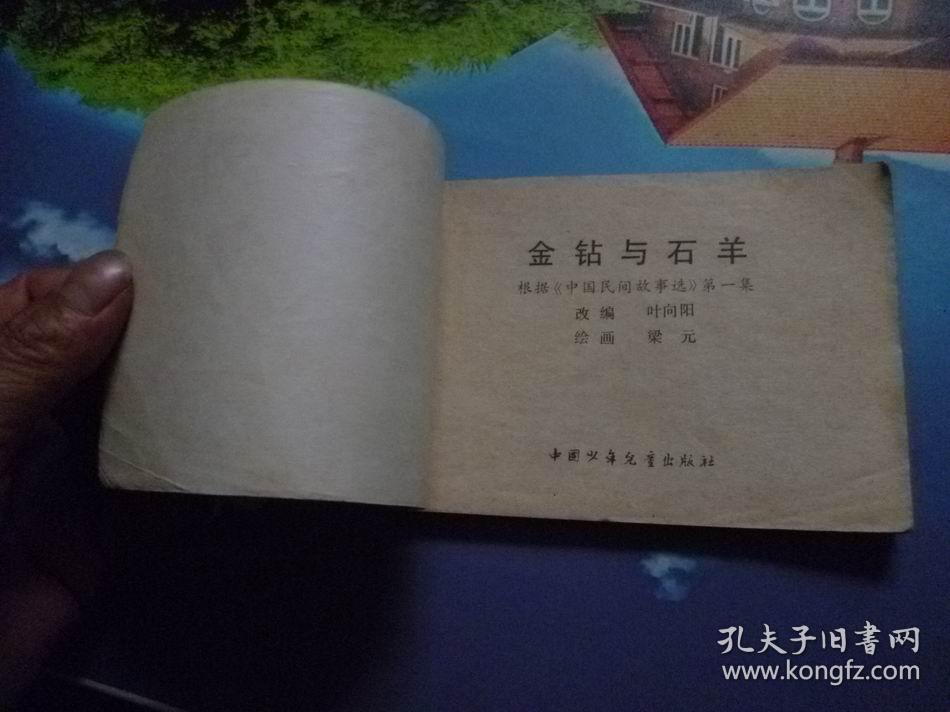 金钻与石羊
根据《中国民间故事选》第一集
改编 叶向阳
绘画 梁元
中国少年儿童出版社
孔夫子旧書网
www.kongfz.com